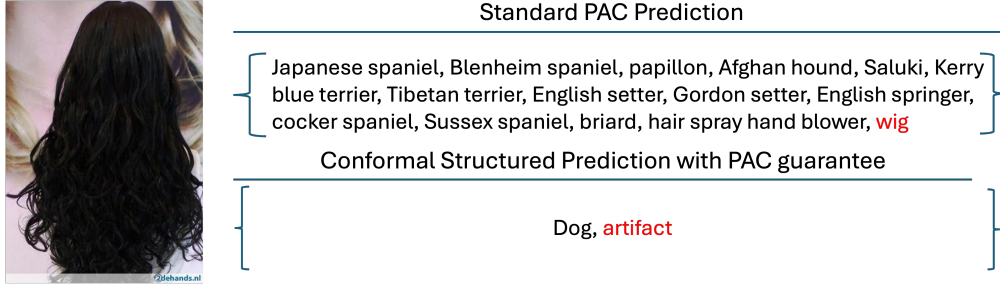 Standard PAC Prediction
Japanese spaniel, Blenheim spaniel, papillon, Afghan hound, Saluki, Kerry
blue terrier, Tibetan terrier, English setter, Gordon setter, English springer,
cocker spaniel, Sussex spaniel, briard, hair spray hand blower, wig
Conformal Structured Prediction with PAC guarantee
Dog, artifact
2dehands.nl